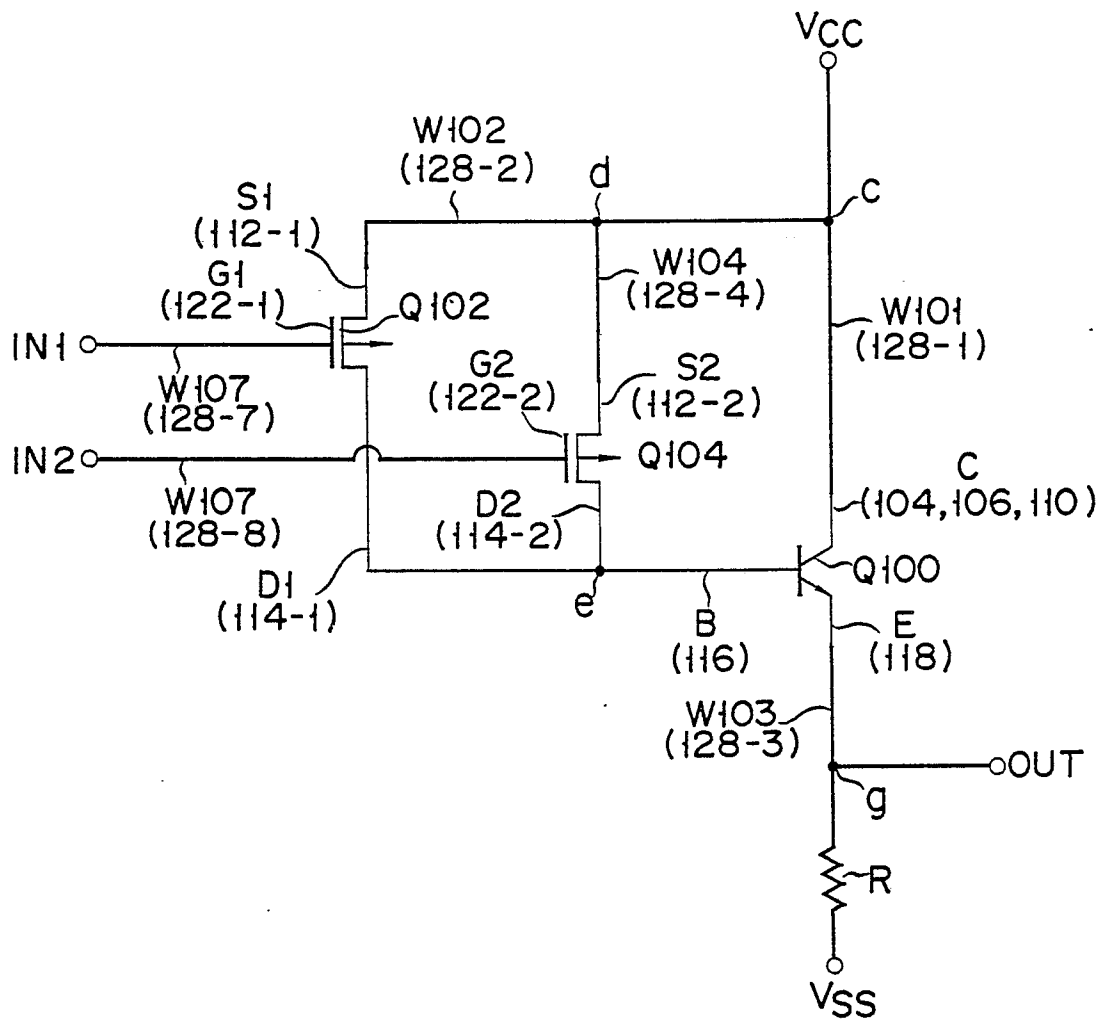 VCC
W102
(128-2)
d
c
S1
(112-1)
W104
(128-4)
G1
(122-1)
Q102
W101
(128-1)
IN1
G2
(122-2)
S2
(112-2)
W107
(128-7)
IN2
Q104
W107
(128-8)
D2
(114-2)
C
(104,106,110)
Q100
D1
(114-1)
e
B
(116)
E
(118)
W103
(128-3)
OUT
g
R
VSS